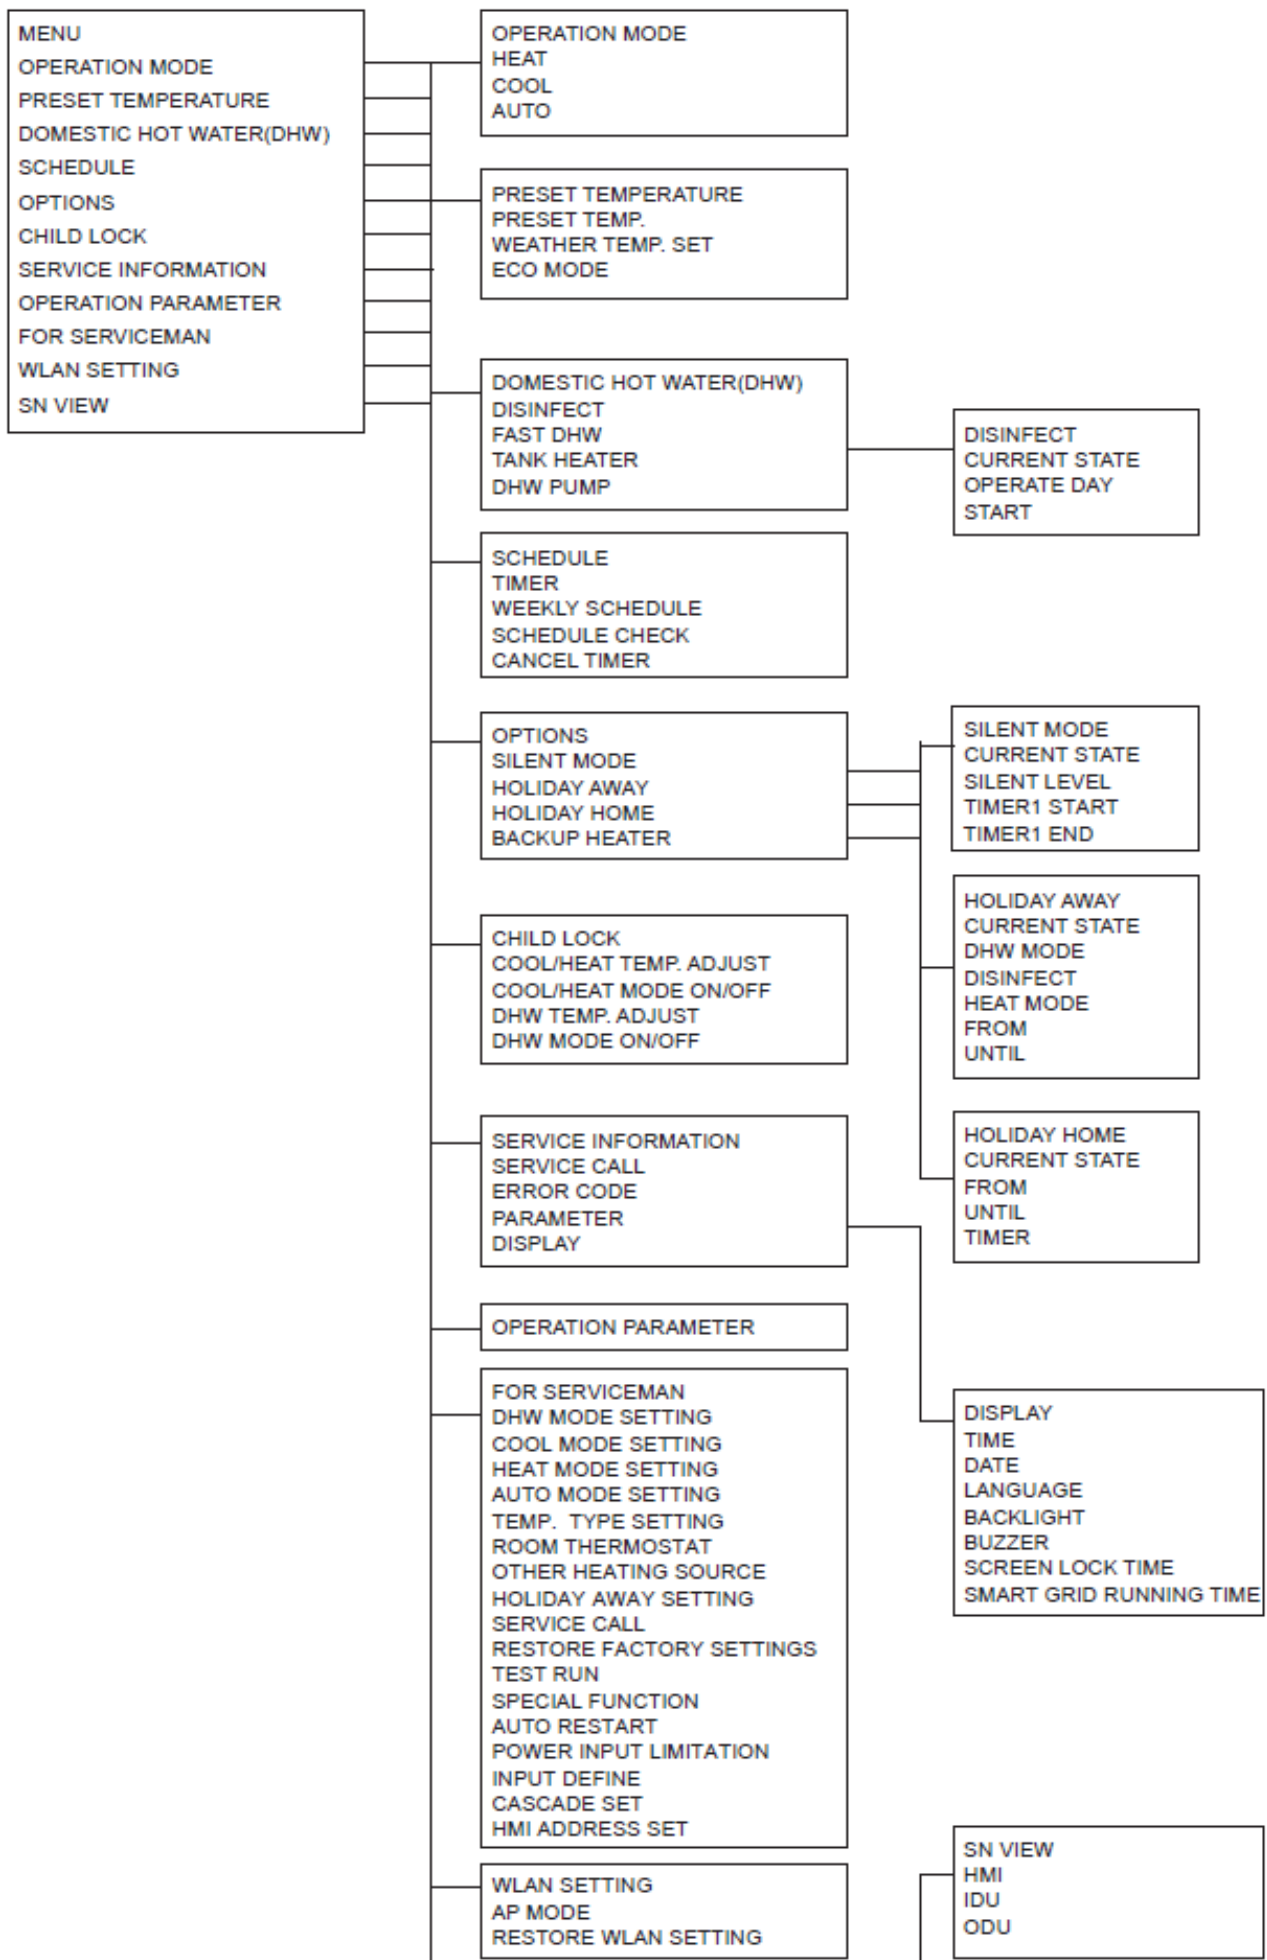 MENU
OPERATION MODE
PRESET TEMPERATURE
DOMESTIC HOT WATER(DHW)
SCHEDULE
OPTIONS
CHILD LOCK
SERVICE INFORMATION
OPERATION PARAMETER
FOR SERVICEMAN
WLAN SETTING
SN VIEW
OPERATION MODE
HEAT
COOL
AUTO
PRESET TEMPERATURE
PRESET TEMP.
WEATHER TEMP. SET
ECO MODE
DOMESTIC HOT WATER(DHW)
DISINFECT
FAST DHW
TANK HEATER
DHW PUMP
DISINFECT
CURRENT STATE
OPERATE DAY
START
SCHEDULE
TIMER
WEEKLY SCHEDULE
SCHEDULE CHECK
CANCEL TIMER
OPTIONS
SILENT MODE
HOLIDAY AWAY
HOLIDAY HOME
BACKUP HEATER
SILENT MODE
CURRENT STATE
SILENT LEVEL
TIMER1 START
TIMER1 END
HOLIDAY AWAY
CURRENT STATE
DHW MODE
DISINFECT
HEAT MODE
FROM
UNTIL
HOLIDAY HOME
CURRENT STATE
FROM
UNTIL
TIMER
CHILD LOCK
COOL/HEAT TEMP. ADJUST
COOL/HEAT MODE ON/OFF
DHW TEMP. ADJUST
DHW MODE ON/OFF
SERVICE INFORMATION
SERVICE CALL
ERROR CODE
PARAMETER
DISPLAY
DISPLAY
TIME
DATE
LANGUAGE
BACKLIGHT
BUZZER
SCREEN LOCK TIME
SMART GRID RUNNING TIME
OPERATION PARAMETER
FOR SERVICEMAN
DHW MODE SETTING
COOL MODE SETTING
HEAT MODE SETTING
AUTO MODE SETTING
TEMP. TYPE SETTING
ROOM THERMOSTAT
OTHER HEATING SOURCE
HOLIDAY AWAY SETTING
SERVICE CALL
RESTORE FACTORY SETTINGS
TEST RUN
SPECIAL FUNCTION
AUTO RESTART
POWER INPUT LIMITATION
INPUT DEFINE
CASCADE SET
HMI ADDRESS SET
WLAN SETTING
AP MODE
RESTORE WLAN SETTING
SN VIEW
HMI
IDU
ODU